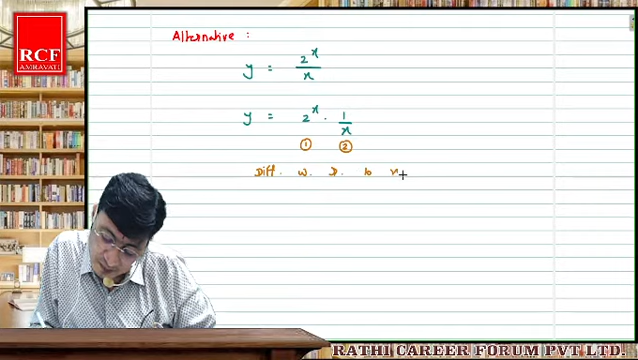 RCF
AMRAVATI
Alternative :
y = 2^x / x
y = 2^x · 1/x
① ②
Diff. w. r. to x
RATHI CAREER FORUM PVT LTD.